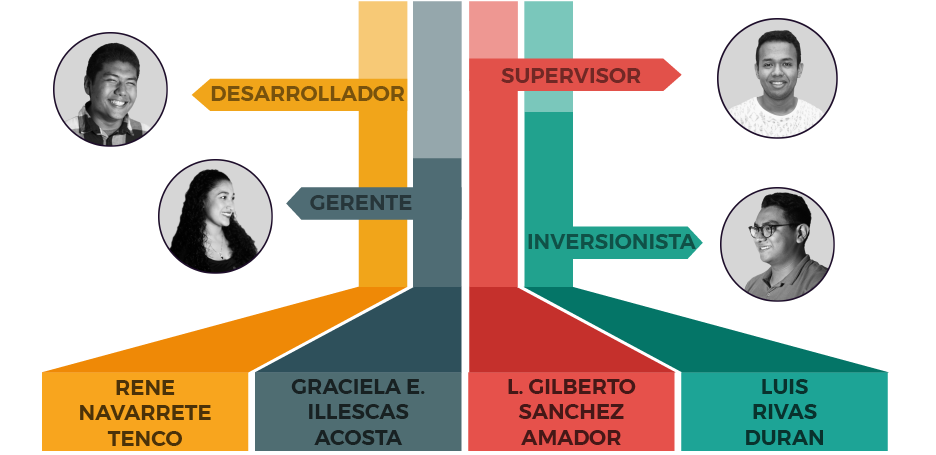 DESARROLLADOR
SUPERVISOR
GERENTE
INVERSIONISTA
RENE
NAVARRETE
TENCO
GRACIELA E.
ILLESCAS
ACOSTA
L. GILBERTO
SANCHEZ
AMADOR
LUIS
RIVAS
DURAN